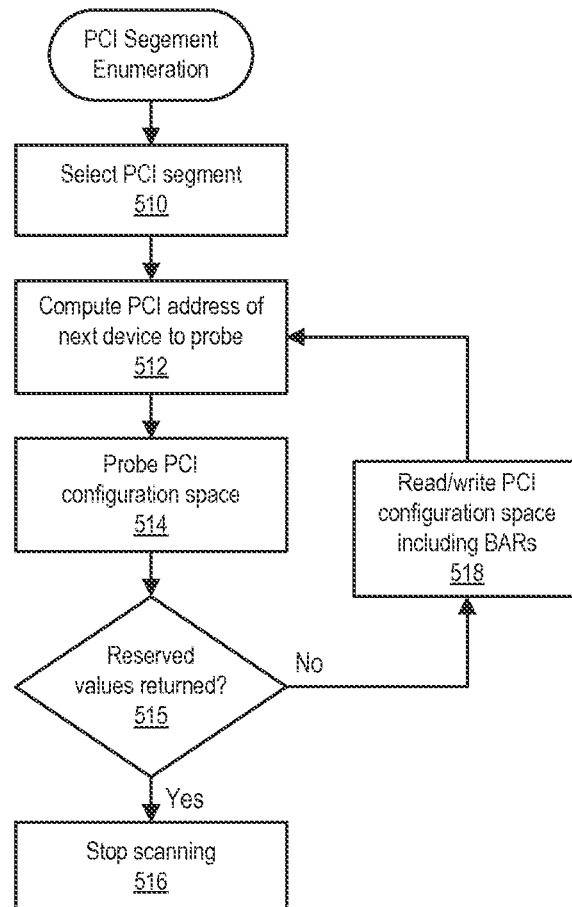 PCI Segement
Enumeration
Select PCI segment
510
Compute PCI address of
next device to probe
512
Probe PCI
configuration space
514
Read/write PCI
configuration space
including BARs
518
Reserved
values returned?
515
No
Yes
Stop scanning
516